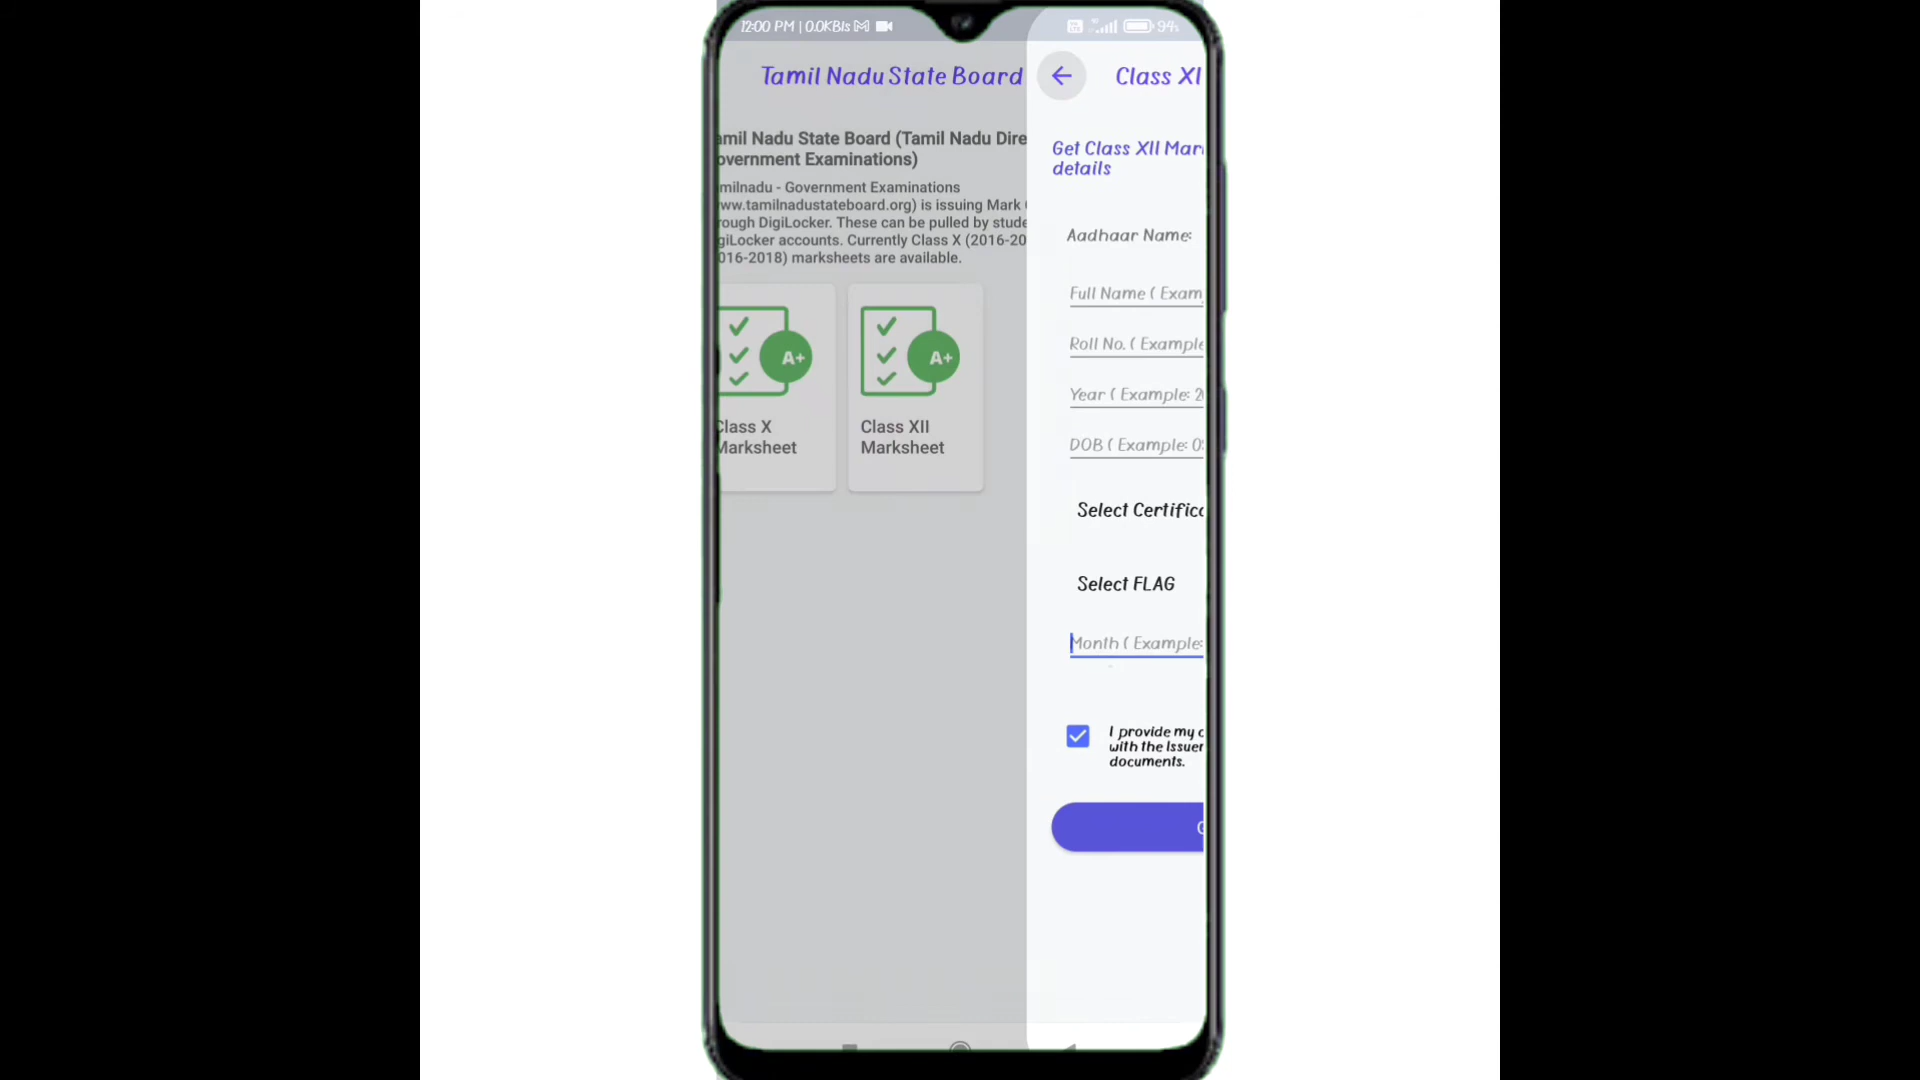 12:00 PM | 0.0KB/s
94%
Tamil Nadu State Board
Class XI
amil Nadu State Board (Tamil Nadu Dire
overnment Examinations)
milnadu - Government Examinations
ww.tamilnadustateboard.org) is issuing Mark
rough DigiLocker. These can be pulled by stude
giLocker accounts. Currently Class X (2016-20
016-2018) marksheets are available.
A+
A+
Class X
Marksheet
Class XII
Marksheet
Get Class XII Mar
details
Aadhaar Name:
Full Name ( Exam
Roll No. ( Example
Year ( Example: 2
DOB ( Example: 0
Select Certific
Select FLAG
Month ( Example:
I provide my c
with the Issuer
documents.